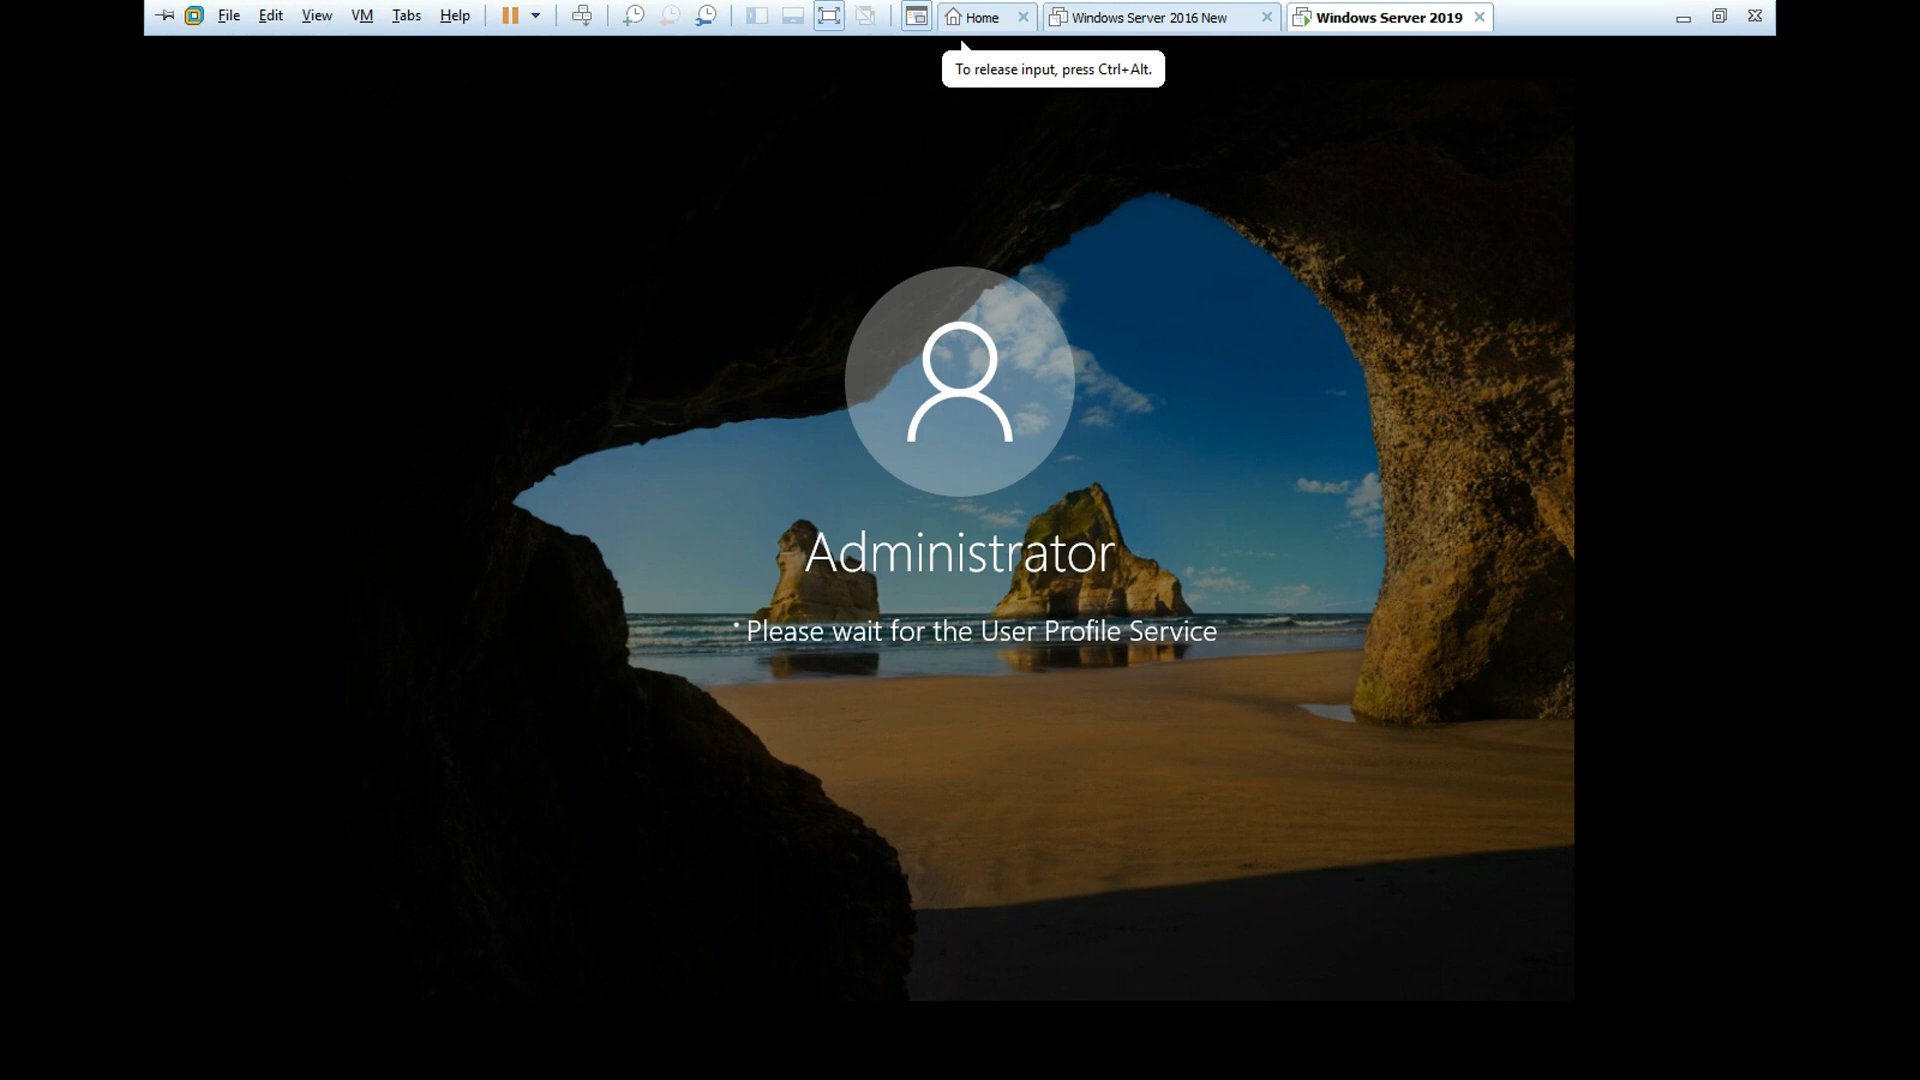 File Edit View VM Tabs Help Home Windows Server 2016 New Windows Server 2019
To release input, press Ctrl+Alt.
Administrator
Please wait for the User Profile Service